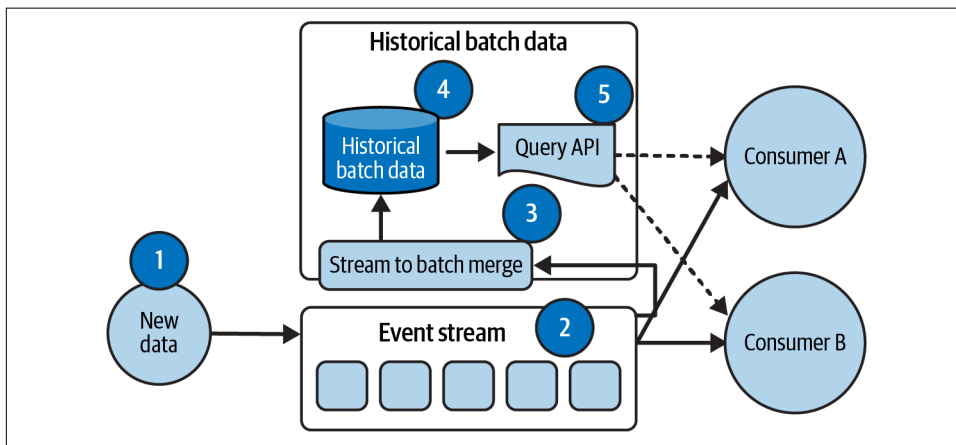 Historical batch data
4
5
Historical
batch data
Query API
Consumer A
3
1
Stream to batch merge
New
data
2
Event stream
Consumer B